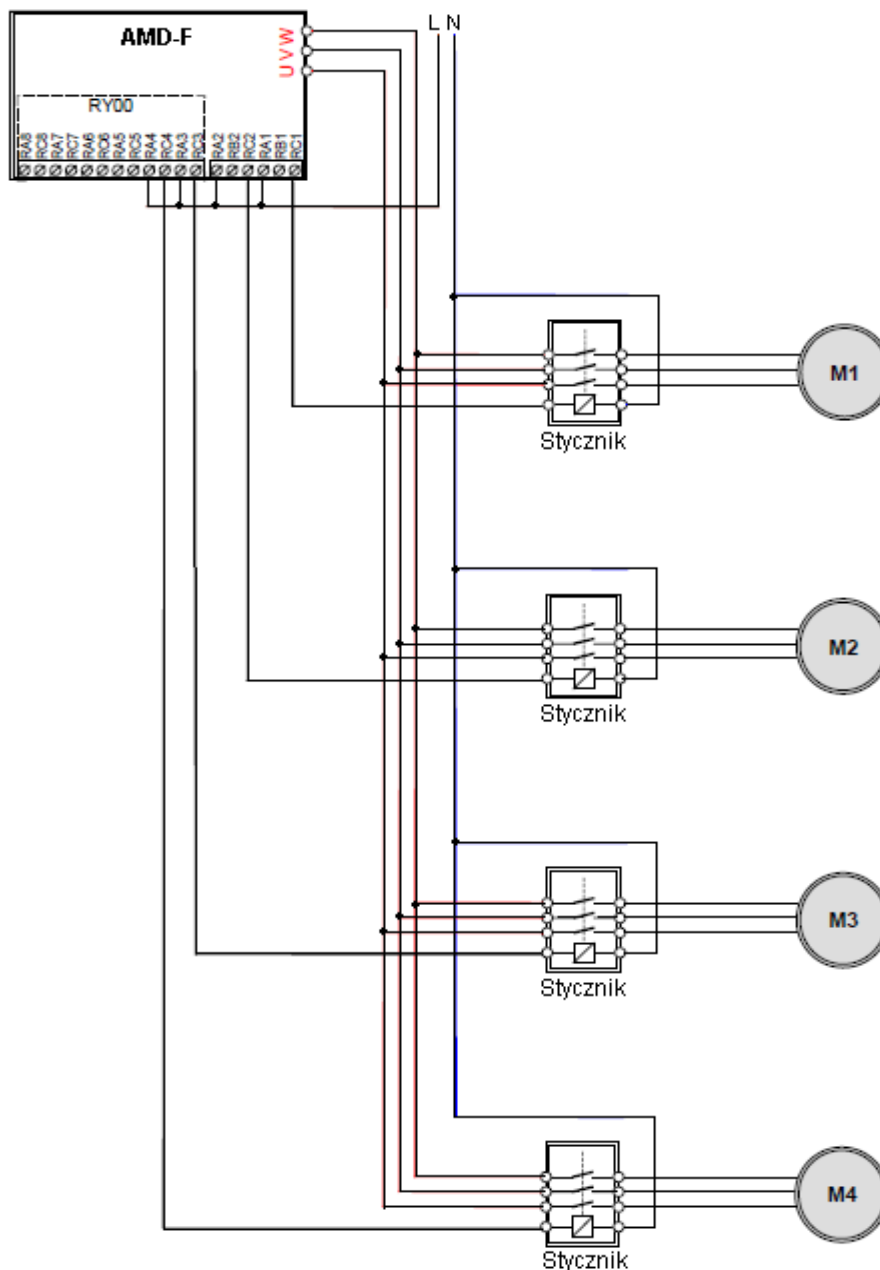 AMD-F
U V W
L N
RY00
RA8 RC8 RA7 RC7 RA6 RC6 RA5 RC5 RA4 RC4 RA3 RC3 RA2 RB2 RC2 RA1 RB1 RC1
M1
Stycznik
M2
Stycznik
M3
Stycznik
M4
Stycznik